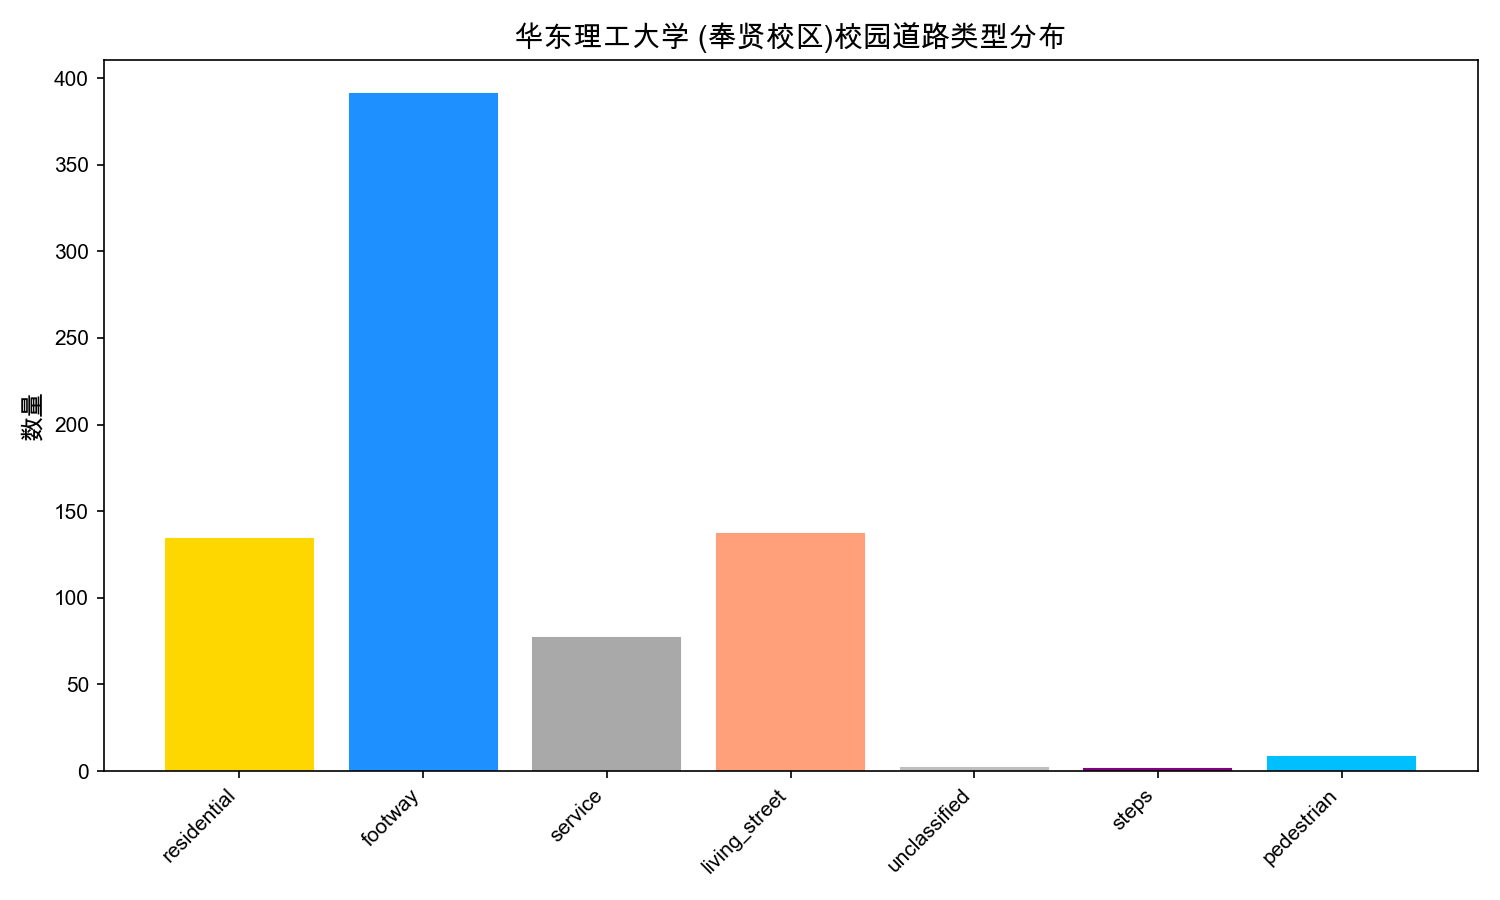 华东理工大学 (奉贤校区)校园道路类型分布
数量
400
350
300
250
200
150
100
50
0
residential
footway
service
living_street
unclassified
steps
pedestrian